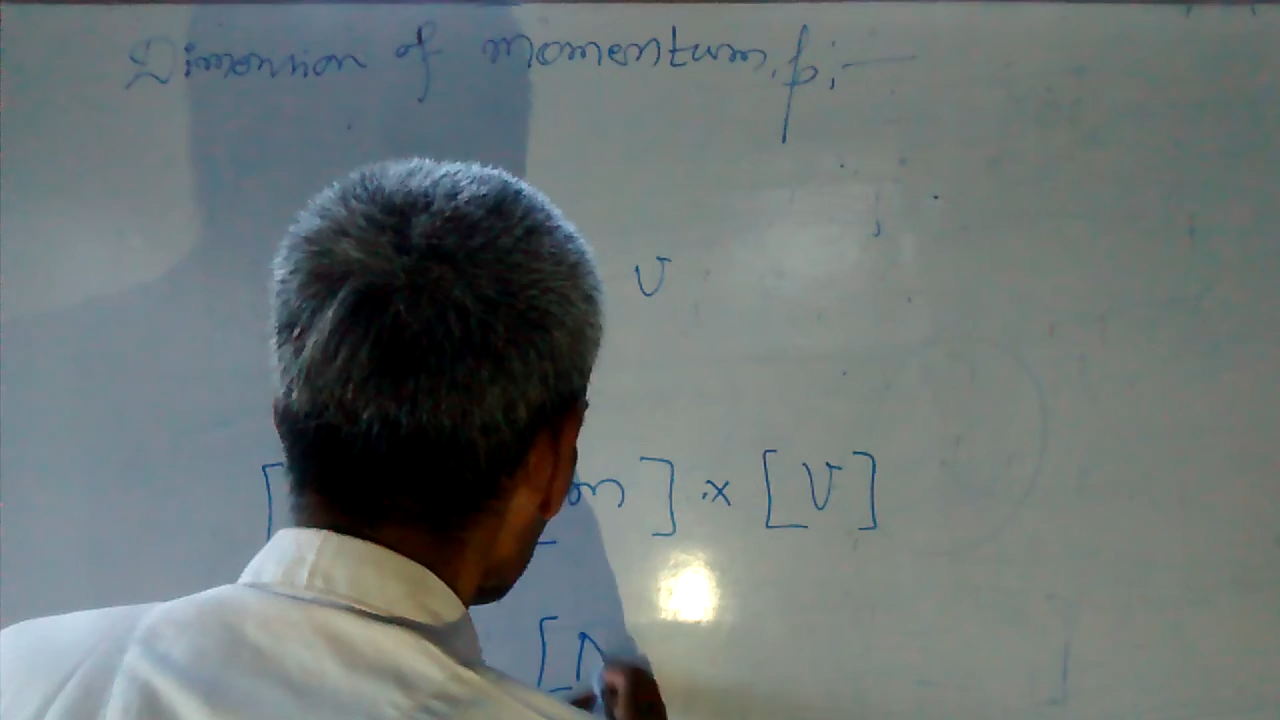 Dimension of momentum, p:—
v
[ m ] × [ v ]
[